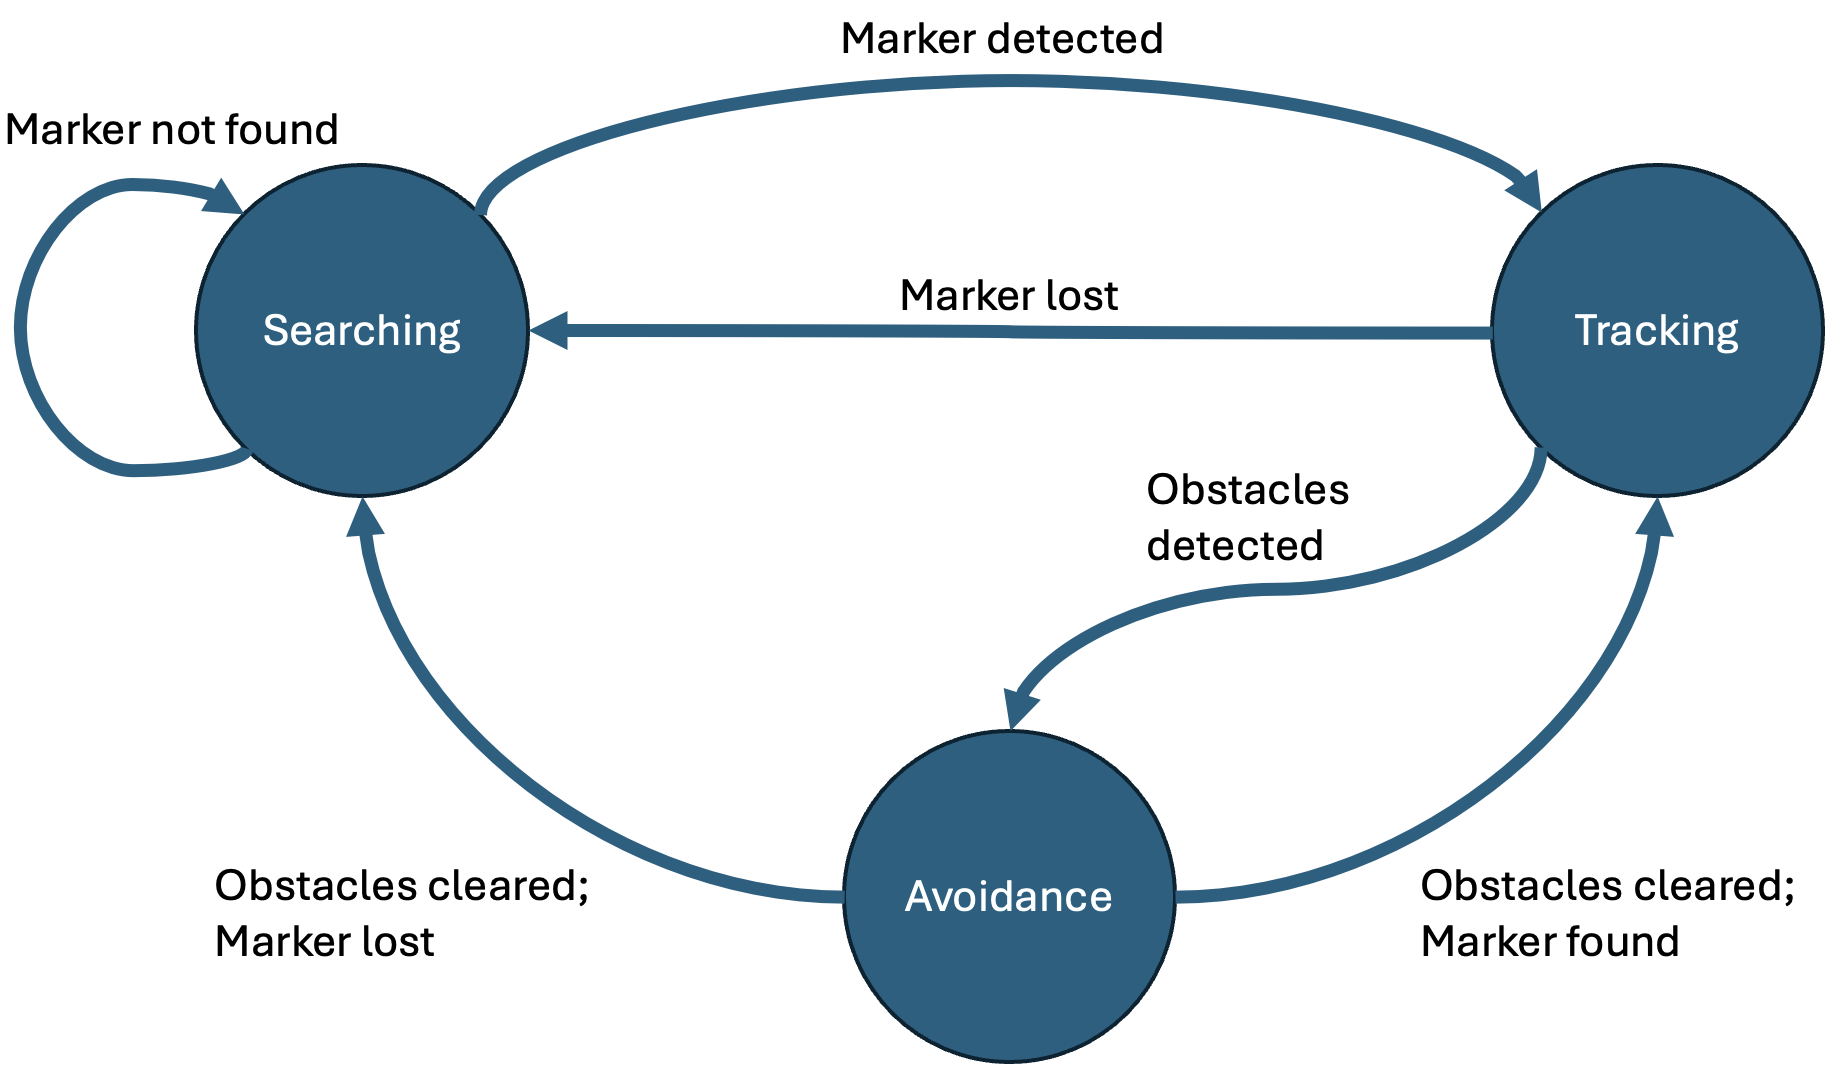 Marker detected
Marker not found
Searching
Marker lost
Tracking
Obstacles
detected
Obstacles cleared;
Marker lost
Avoidance
Obstacles cleared;
Marker found